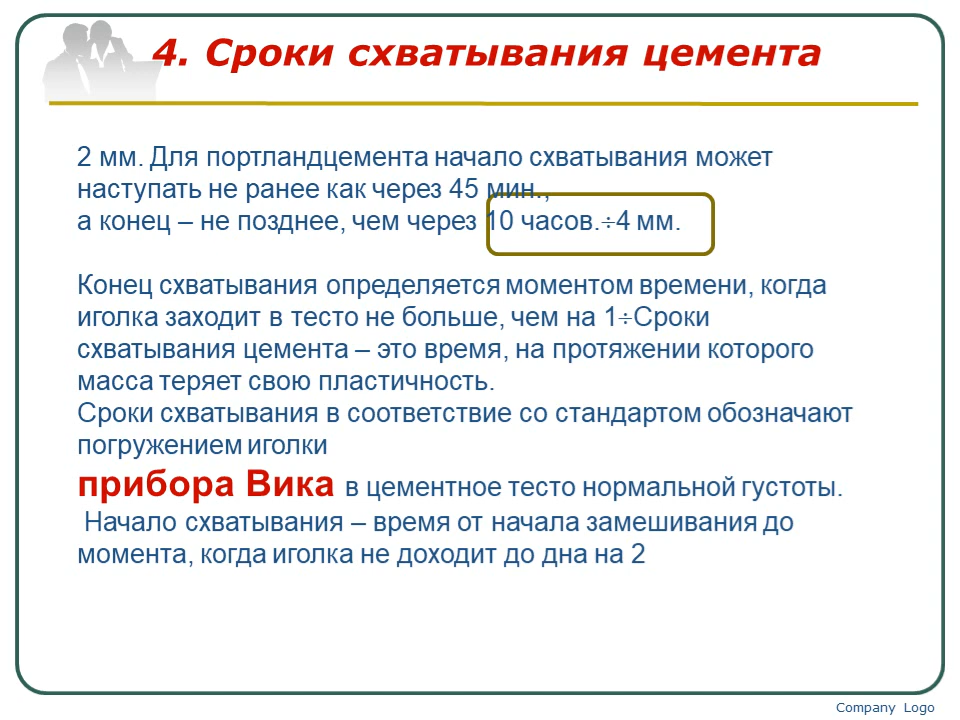 4. Сроки схватывания цемента
2 мм. Для портландцемента начало схватывания может
наступать не ранее как через 45 мин.,
а конец – не позднее, чем через 10 часов.÷4 мм.
Конец схватывания определяется моментом времени, когда
иголка заходит в тесто не больше, чем на 1÷Сроки
схватывания цемента – это время, на протяжении которого
масса теряет свою пластичность.
Сроки схватывания в соответствие со стандартом обозначают
погружением иголки
прибора Вика в цементное тесто нормальной густоты.
Начало схватывания – время от начала замешивания до
момента, когда иголка не доходит до дна на 2
Company Logo